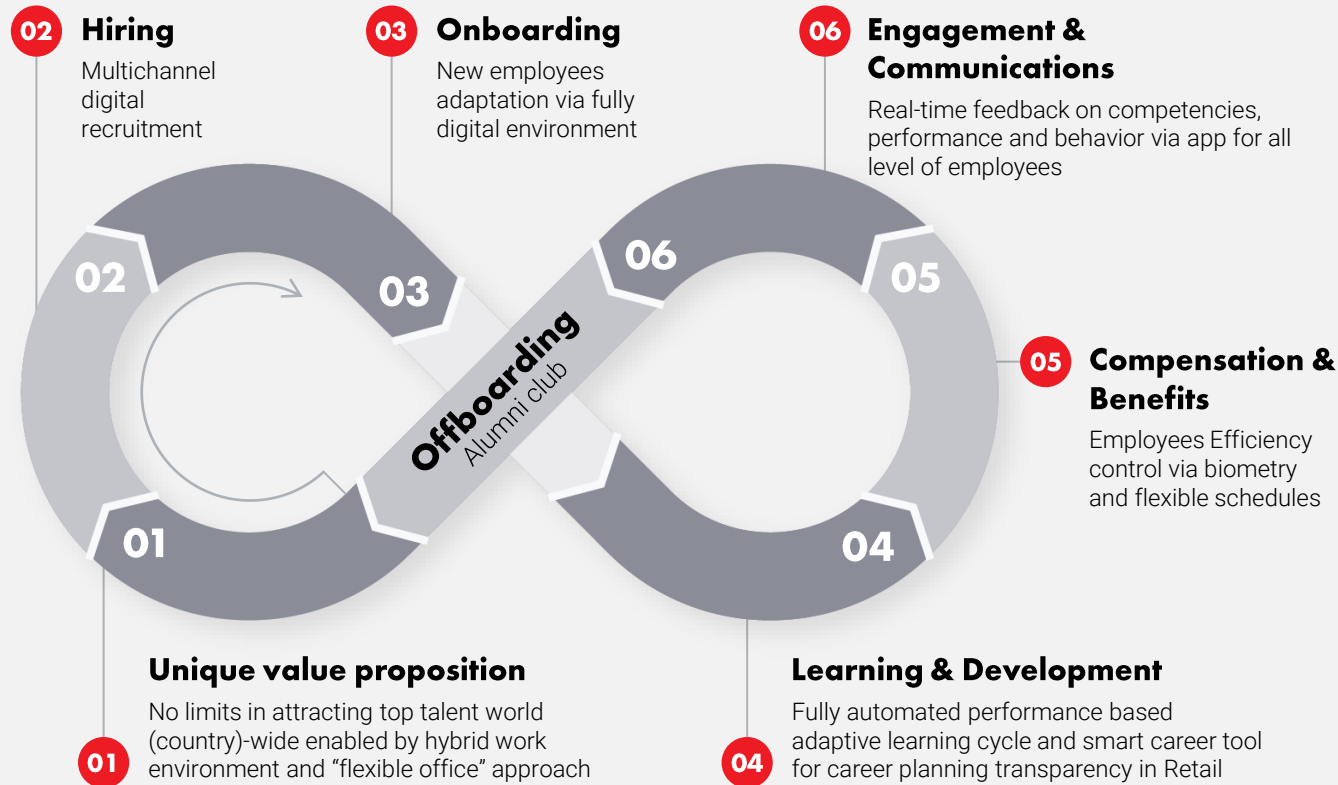 02
Hiring
Multichannel
digital
recruitment
03
Onboarding
New employees
adaptation via fully
digital environment
06
Engagement &
Communications
Real-time feedback on competencies,
performance and behavior via app for all
level of employees
02
03
06
05
Offboarding
Alumni club
01
04
05
Compensation &
Benefits
Employees Efficiency
control via biometry
and flexible schedules
Unique value proposition
No limits in attracting top talent world
(country)-wide enabled by hybrid work
01
environment and “flexible office” approach
Learning & Development
Fully automated performance based
adaptive learning cycle and smart career tool
04
for career planning transparency in Retail